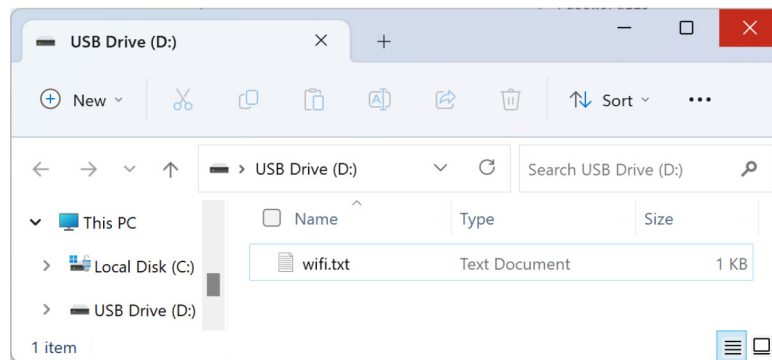 USB Drive (D:)
New
Sort
USB Drive (D:)
Search USB Drive (D:)
This PC
Name
Type
Size
Local Disk (C:)
wifi.txt
Text Document
1 KB
USB Drive (D:)
1 item